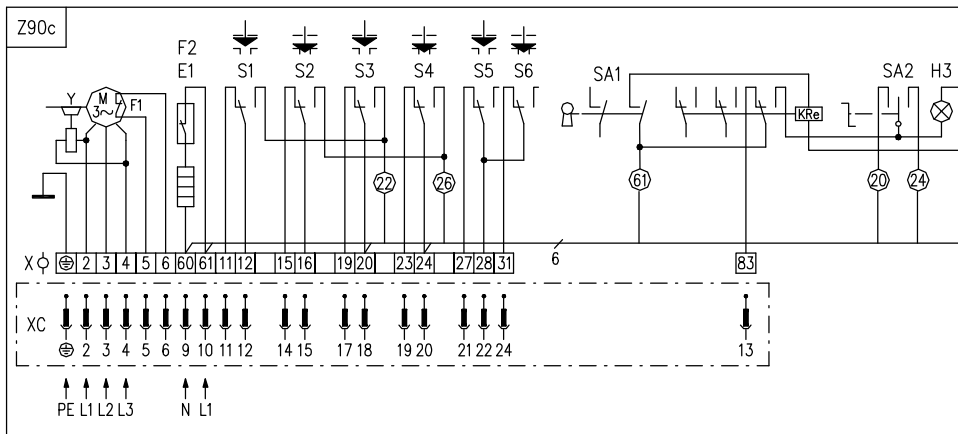 Z90c
F2
E1 S1 S2 S3 S4 S5 S6 SA1 SA2 H3
Y M 3~ F1 KRe
22 26 61 20 24
6
X 2 3 4 5 6 60 61 11 12 15 16 19 20 23 24 27 28 31 83
XC
2 3 4 5 6 9 10 11 12 14 15 17 18 19 20 21 22 24 13
PE L1 L2 L3 N L1